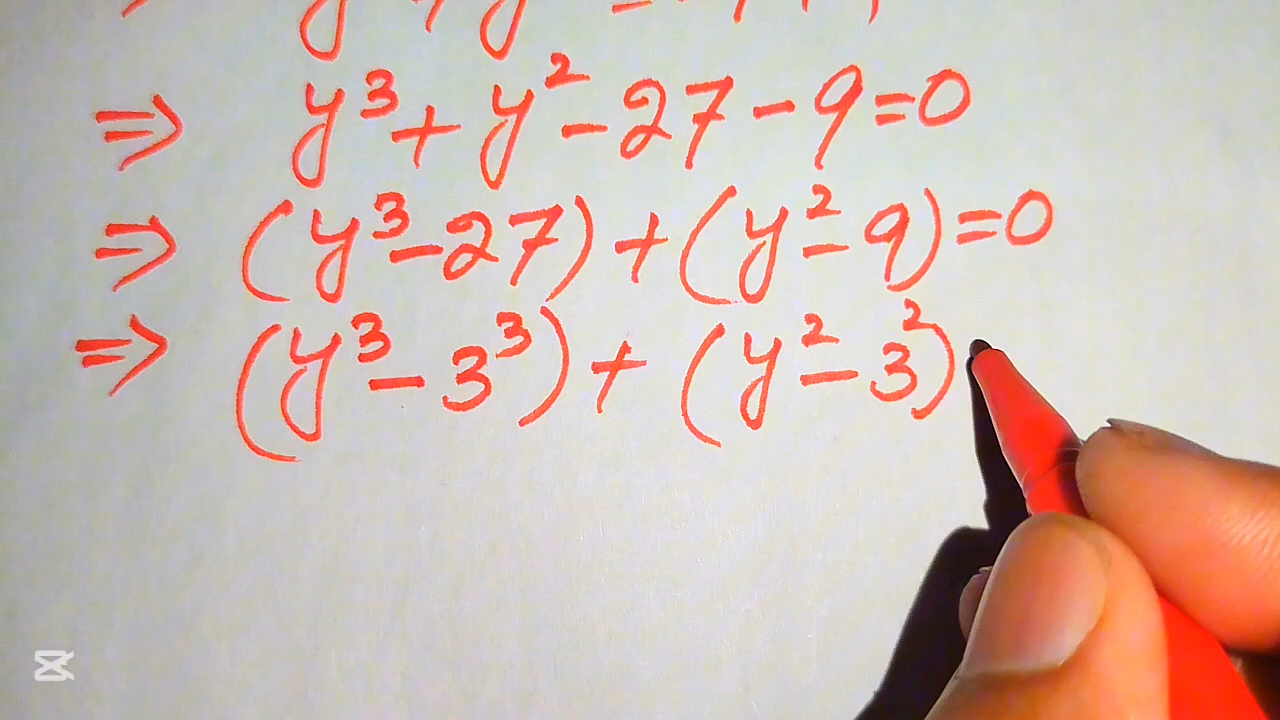 ⇒ y³ + y² - 27 - 9 = 0
⇒ (y³ - 27) + (y² - 9) = 0
⇒ (y³ - 3³) + (y² - 3²)